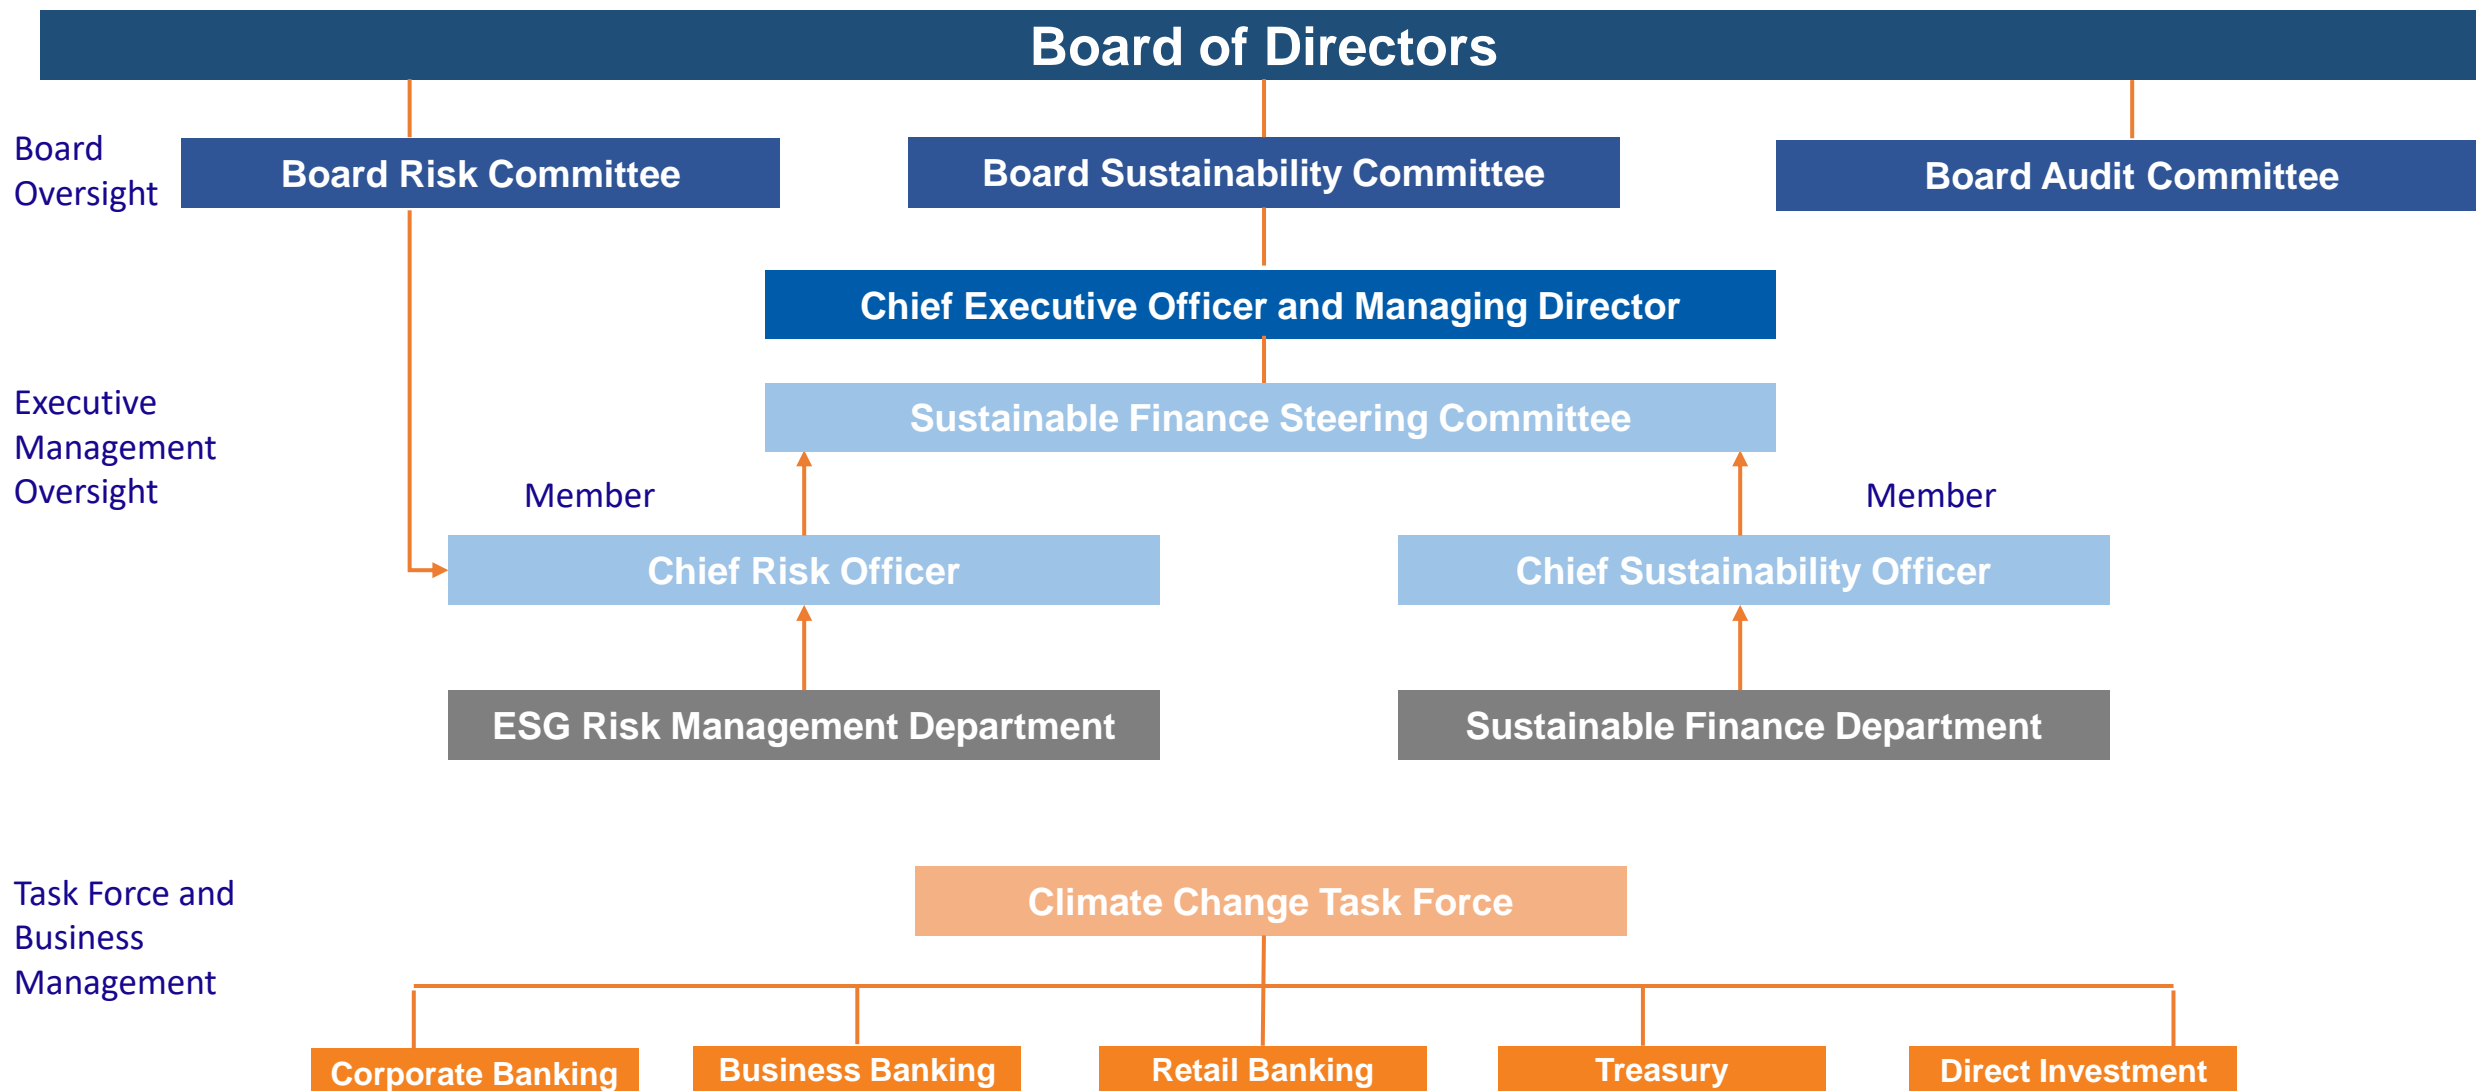 Board of Directors
Board
Oversight
Board Risk Committee
Board Sustainability Committee
Board Audit Committee
Chief Executive Officer and Managing Director
Executive
Management
Oversight
Sustainable Finance Steering Committee
Member
Member
Chief Risk Officer
Chief Sustainability Officer
ESG Risk Management Department
Sustainable Finance Department
Task Force and
Business
Management
Climate Change Task Force
Corporate Banking
Business Banking
Retail Banking
Treasury
Direct Investment